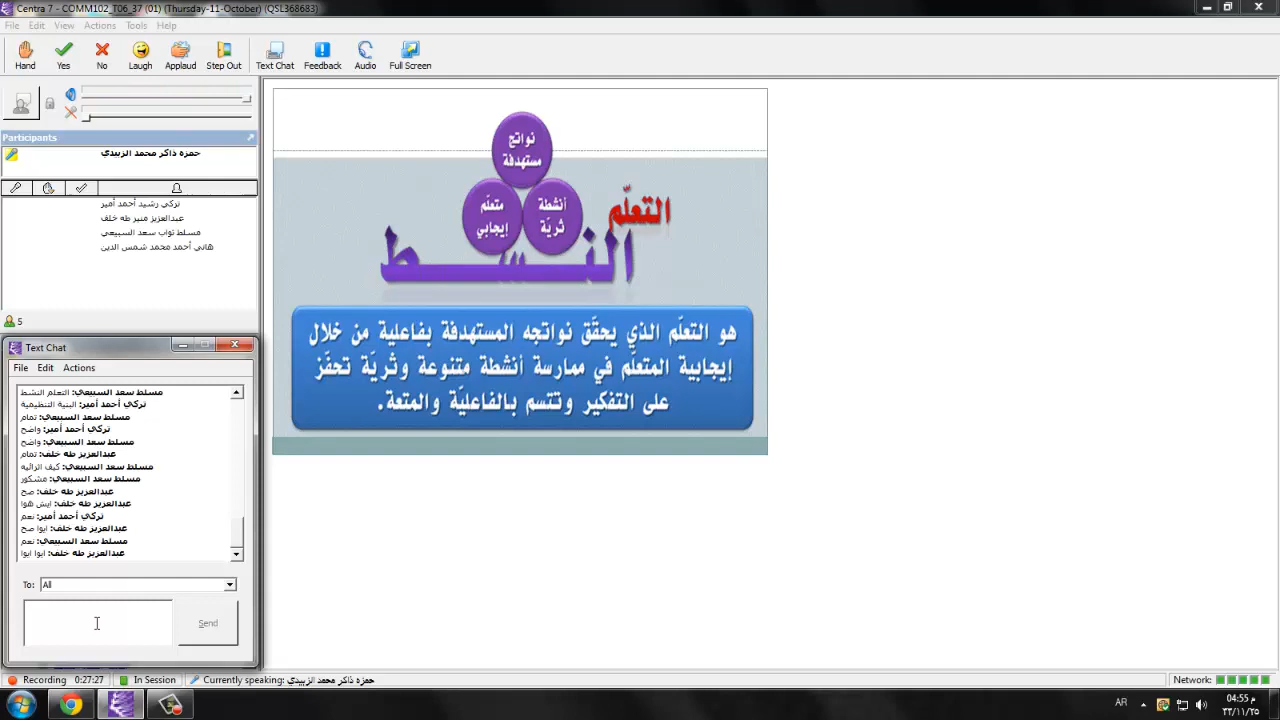 Centra 7 - COMM102_T06_37 (01) (Thursday-11-October) (QSL368683)
File Edit View Actions Tools Help
Hand Yes No Laugh Applaud Step Out Text Chat Feedback Audio Full Screen
Participants
حمزه ذاكر محمد الزبيدي
تركي رشيد أحمد أمير
عبدالعزيز منير طه خلف
مسلط ثواب سعد السبيعي
هاني أحمد محمد شمس الدين
5
Text Chat
File Edit Actions
مسلط سعد السبيعي: التعلم النشط
تركي أحمد أمير: البنية التنظيمية
مسلط سعد السبيعي: تمام
تركي أحمد أمير: واضح
مسلط سعد السبيعي: واضح
عبدالعزيز طه خلف: تمام
مسلط سعد السبيعي: كيف اثرائيه
مسلط سعد السبيعي: مشكور
عبدالعزيز طه خلف: صح
عبدالعزيز طه خلف: ايش هوا
تركي أحمد أمير: نعم
عبدالعزيز طه خلف: ايوا صح
مسلط سعد السبيعي: نعم
عبدالعزيز طه خلف: ايوا ايوا
To: All
Send
نواتج
مستهدفة
متعلّم
إيجابي
أنشطة
ثريّة
التعلّم
النشط
هو التعلّم الذي يحقّق نواتجه المستهدفة بفاعلية من خلال
إيجابية المتعلّم في ممارسة أنشطة متنوعة وثريّة تحفّز
على التفكير وتتسم بالفاعليّة والمتعة.
Recording 0:27:27 In Session Currently speaking: حمزه ذاكر محمد الزبيدي Network:
AR
04:55 م
٣٣/١١/٢٥